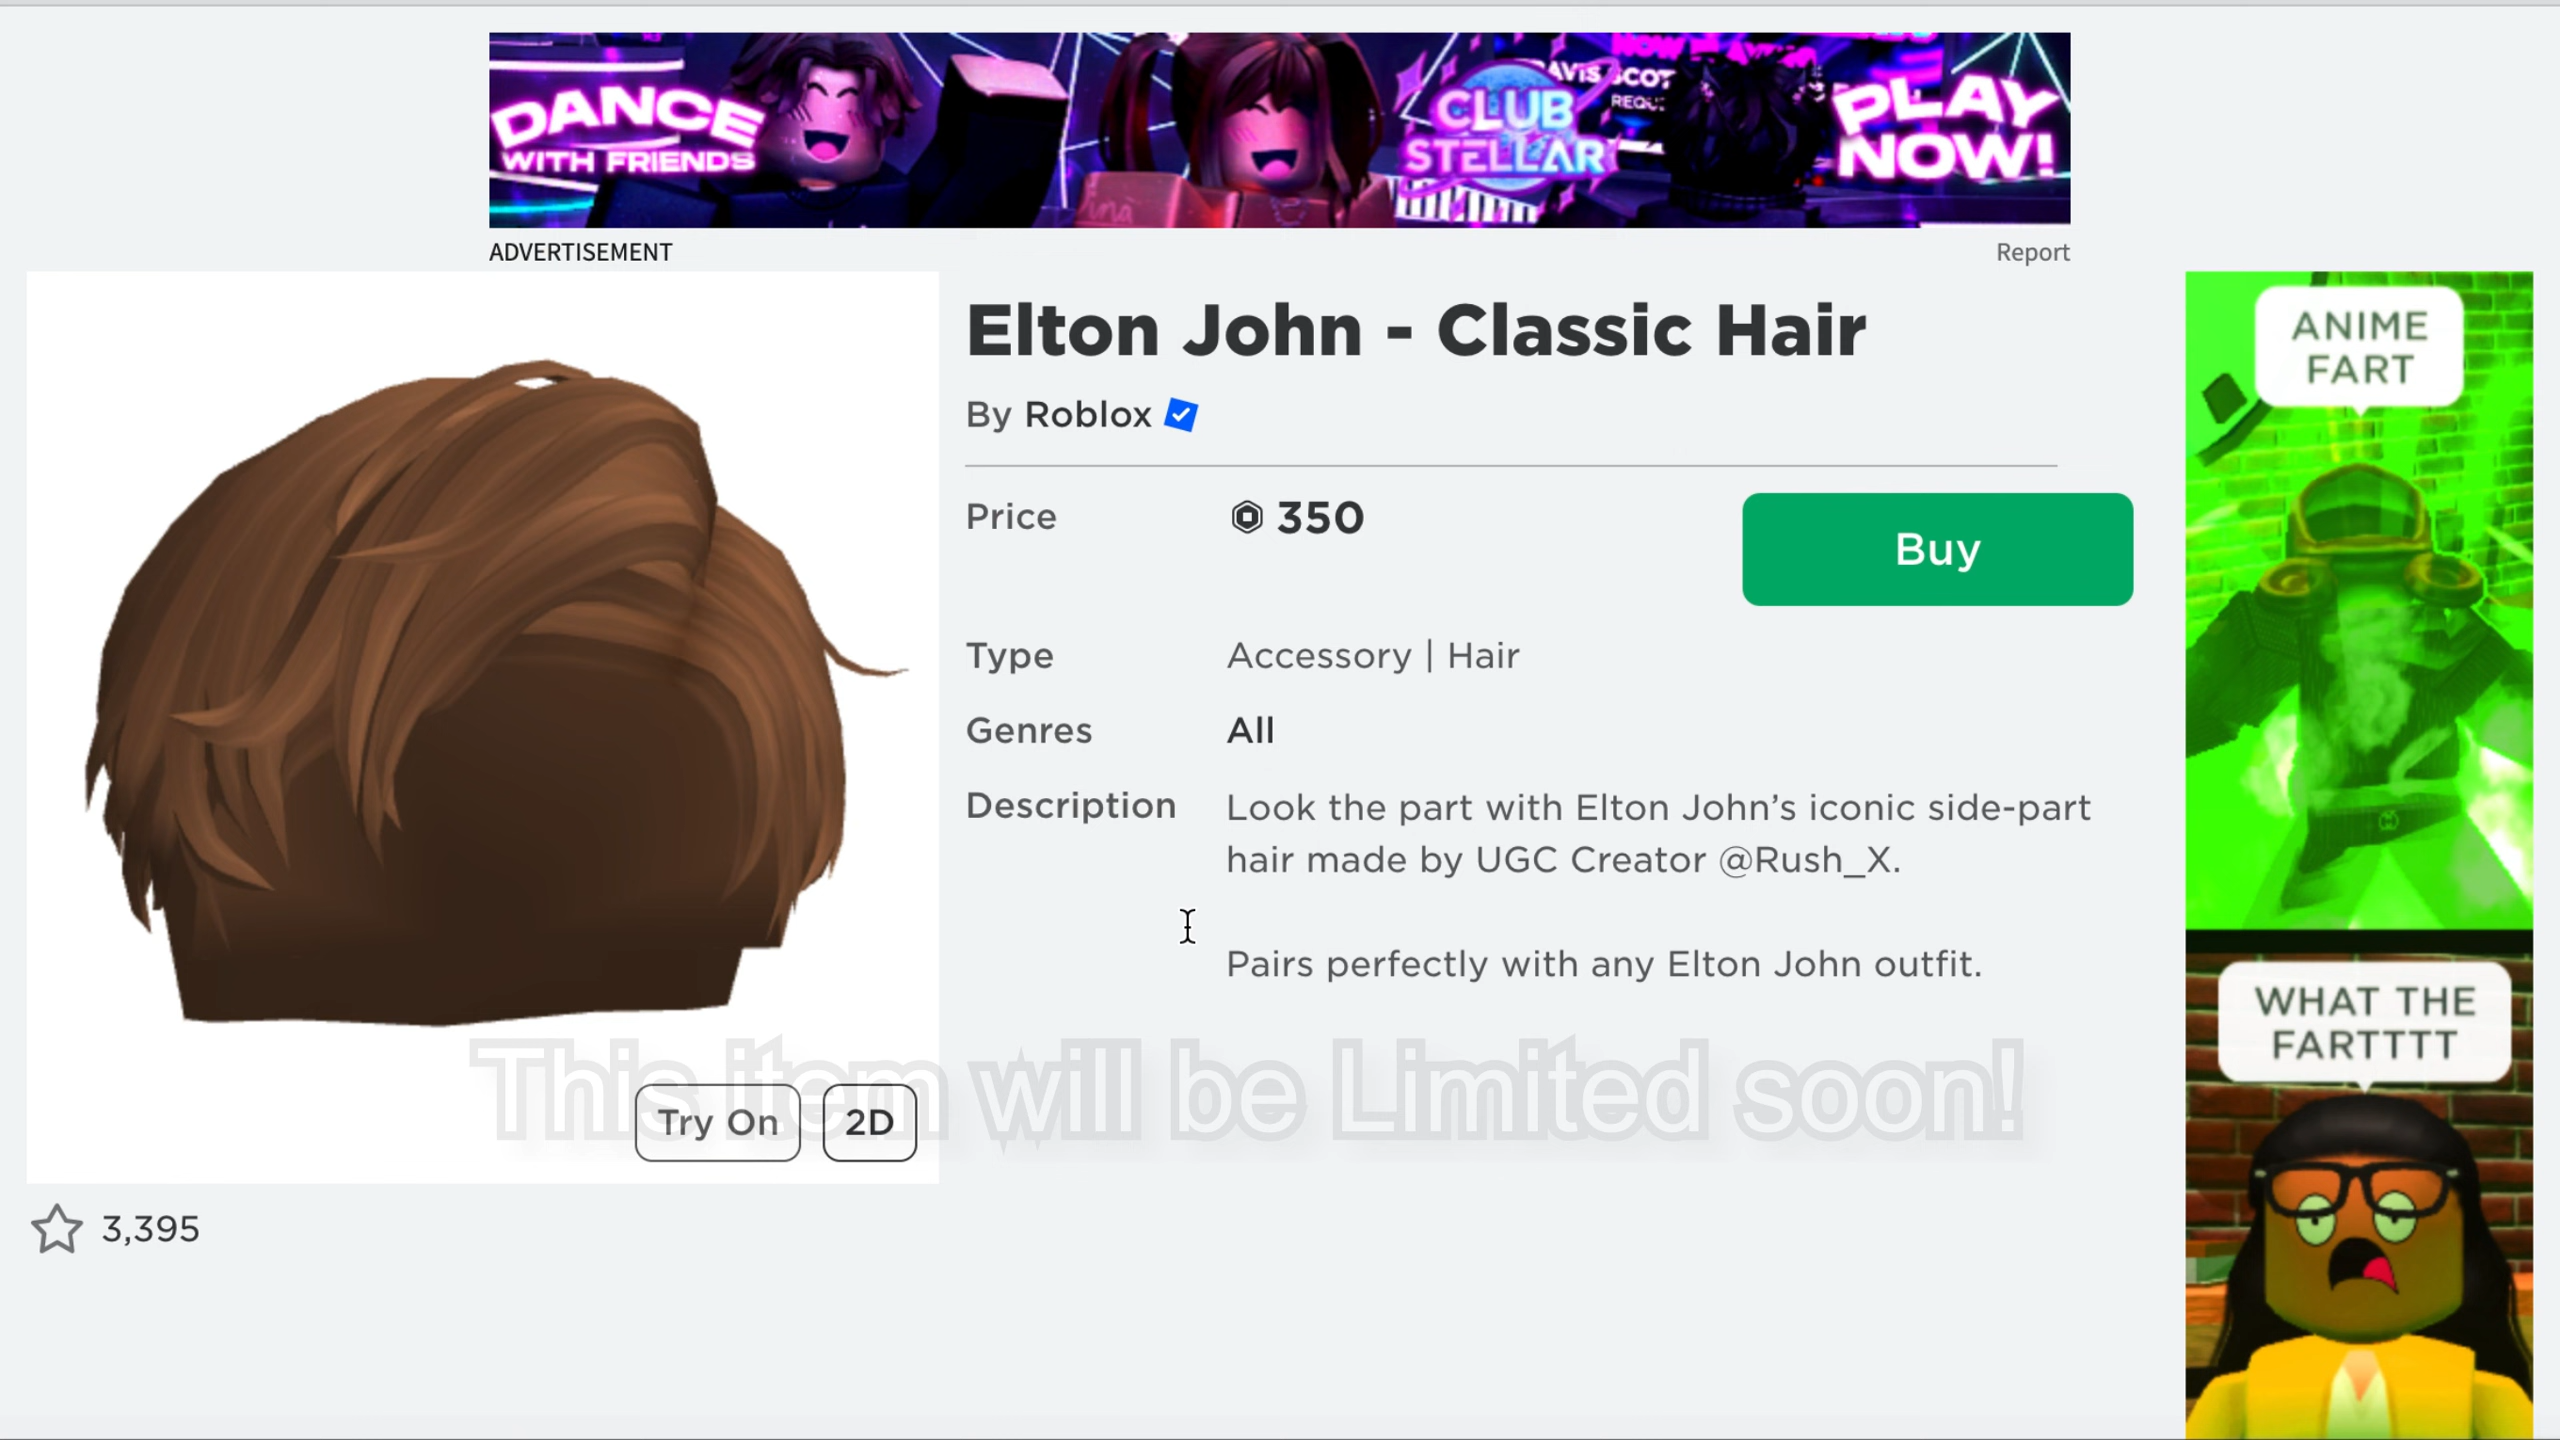 DANCE
WITH FRIENDS
CLUB
STELLAR
PLAY
NOW!
ADVERTISEMENT
Report
Elton John - Classic Hair
By Roblox
Price
350
Buy
Type
Accessory | Hair
Genres
All
Description
Look the part with Elton John’s iconic side-part
hair made by UGC Creator @Rush_X.
Pairs perfectly with any Elton John outfit.
This item will be Limited soon!
Try On
2D
3,395
ANIME
FART
WHAT THE
FARTTTT